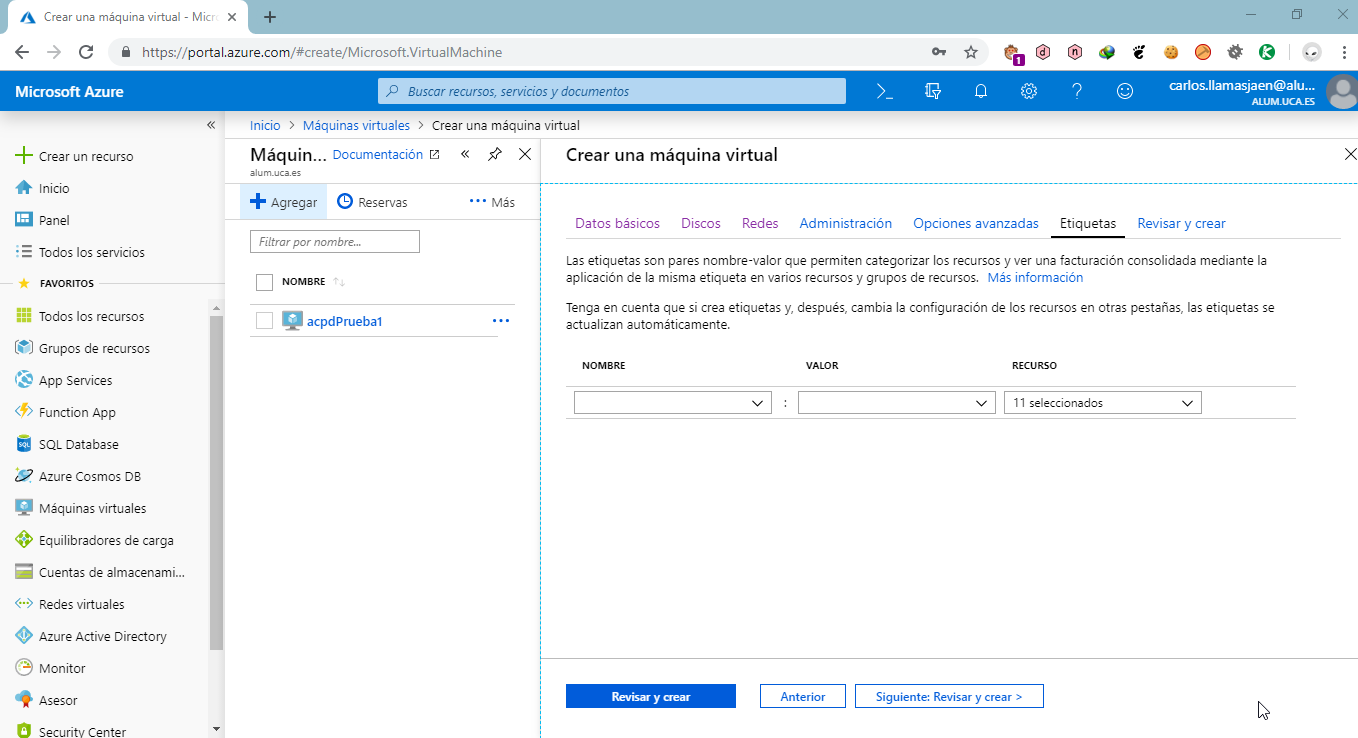 Crear una máquina virtual - Micr
https://portal.azure.com/#create/Microsoft.VirtualMachine
1
Microsoft Azure
Buscar recursos, servicios y documentos
carlos.llamasjaen@alu...
ALUM.UCA.ES
Crear un recurso
Inicio
Panel
Todos los servicios
FAVORITOS
Todos los recursos
Grupos de recursos
App Services
Function App
SQL Database
Azure Cosmos DB
Máquinas virtuales
Equilibradores de carga
Cuentas de almacenami...
Redes virtuales
Azure Active Directory
Monitor
Asesor
Security Center
Inicio > Máquinas virtuales > Crear una máquina virtual
Máquin... Documentación
alum.uca.es
Agregar Reservas ··· Más
Filtrar por nombre...
NOMBRE
acpdPrueba1 ···
Crear una máquina virtual
Datos básicos Discos Redes Administración Opciones avanzadas Etiquetas Revisar y crear
Las etiquetas son pares nombre-valor que permiten categorizar los recursos y ver una facturación consolidada mediante la
aplicación de la misma etiqueta en varios recursos y grupos de recursos. Más información
Tenga en cuenta que si crea etiquetas y, después, cambia la configuración de los recursos en otras pestañas, las etiquetas se
actualizan automáticamente.
NOMBRE VALOR RECURSO
: 11 seleccionados
Revisar y crear Anterior Siguiente: Revisar y crear >